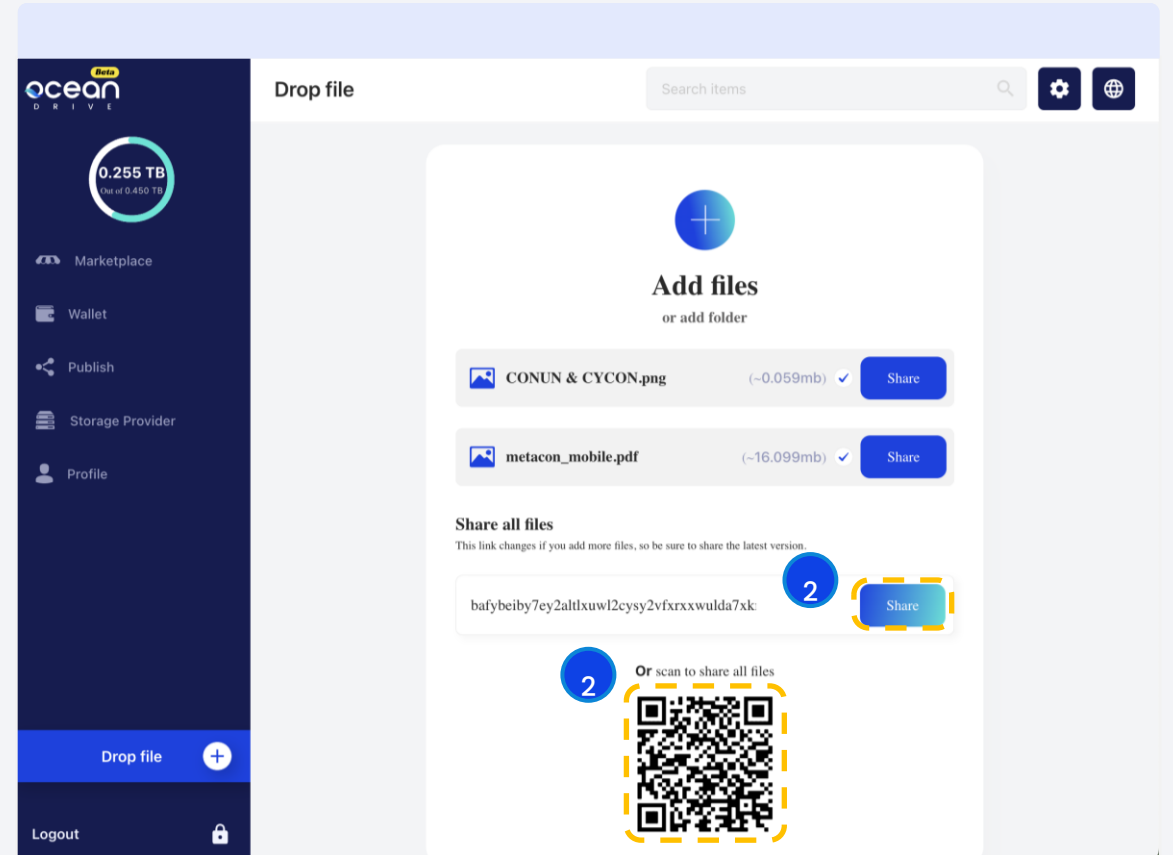 Beta
ocean
DRIVE
Drop file
Search items
0.255 TB
Out of 0.450 TB
Marketplace
Wallet
Publish
Storage Provider
Profile
Drop file
Logout
Add files
or add folder
CONUN & CYCON.png (~0.059mb) Share
metacon_mobile.pdf (~16.099mb) Share
Share all files
This link changes if you add more files, so be sure to share the latest version.
2
bafybeiby7ey2altlxuwl2cysy2vfxrxxwulda7xk: Share
2
Or scan to share all files